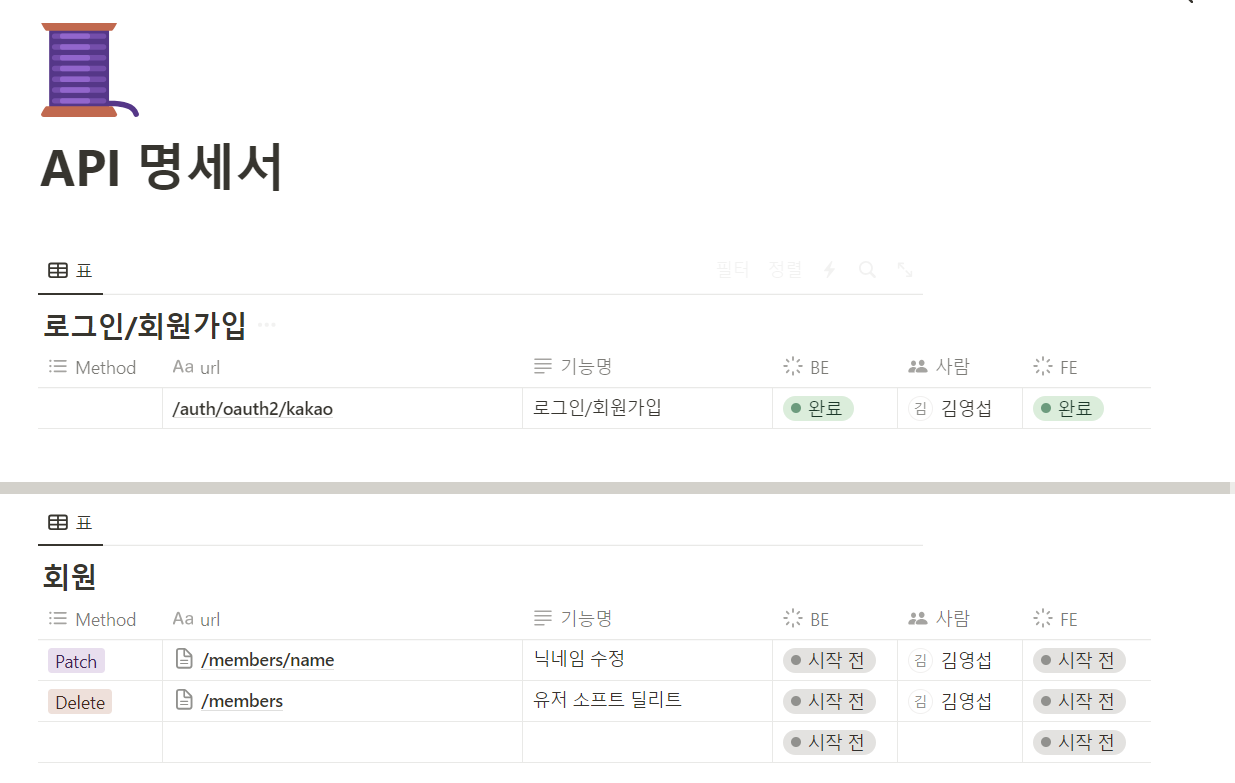 API 명세서
표
필터 정렬
로그인/회원가입 ...
Method Aa url 기능명 BE 사람 FE
/auth/oauth2/kakao 로그인/회원가입 완료 김 김영섭 완료
표
회원
Method Aa url 기능명 BE 사람 FE
Patch /members/name 닉네임 수정 시작 전 김 김영섭 시작 전
Delete /members 유저 소프트 딜리트 시작 전 김 김영섭 시작 전
시작 전 시작 전